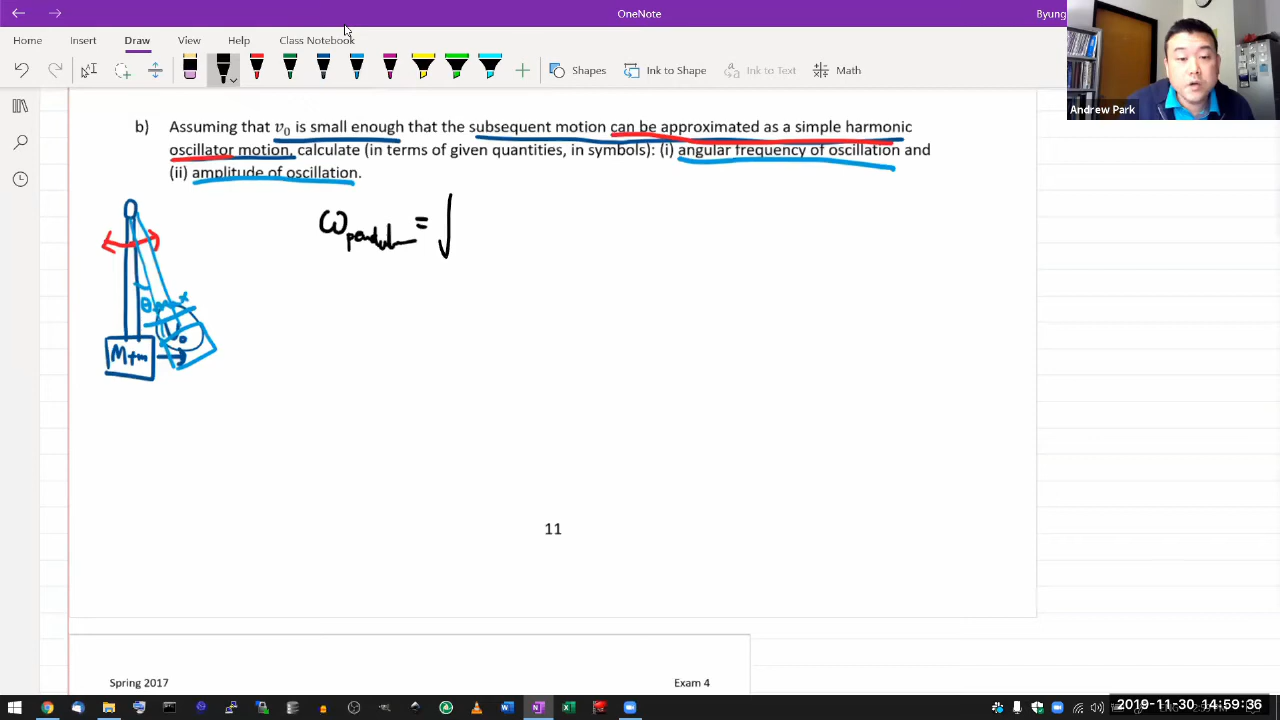 OneNote
Byung
Home Insert Draw View Help Class Notebook
Shapes Ink to Shape Ink to Text Math
Andrew Park
b) Assuming that v₀ is small enough that the subsequent motion can be approximated as a simple harmonic
oscillator motion, calculate (in terms of given quantities, in symbols): (i) angular frequency of oscillation and
(ii) amplitude of oscillation.
ω pendulum = √
θ
x
M+m
11
Spring 2017 Exam 4
2019-11-30 14:59:36